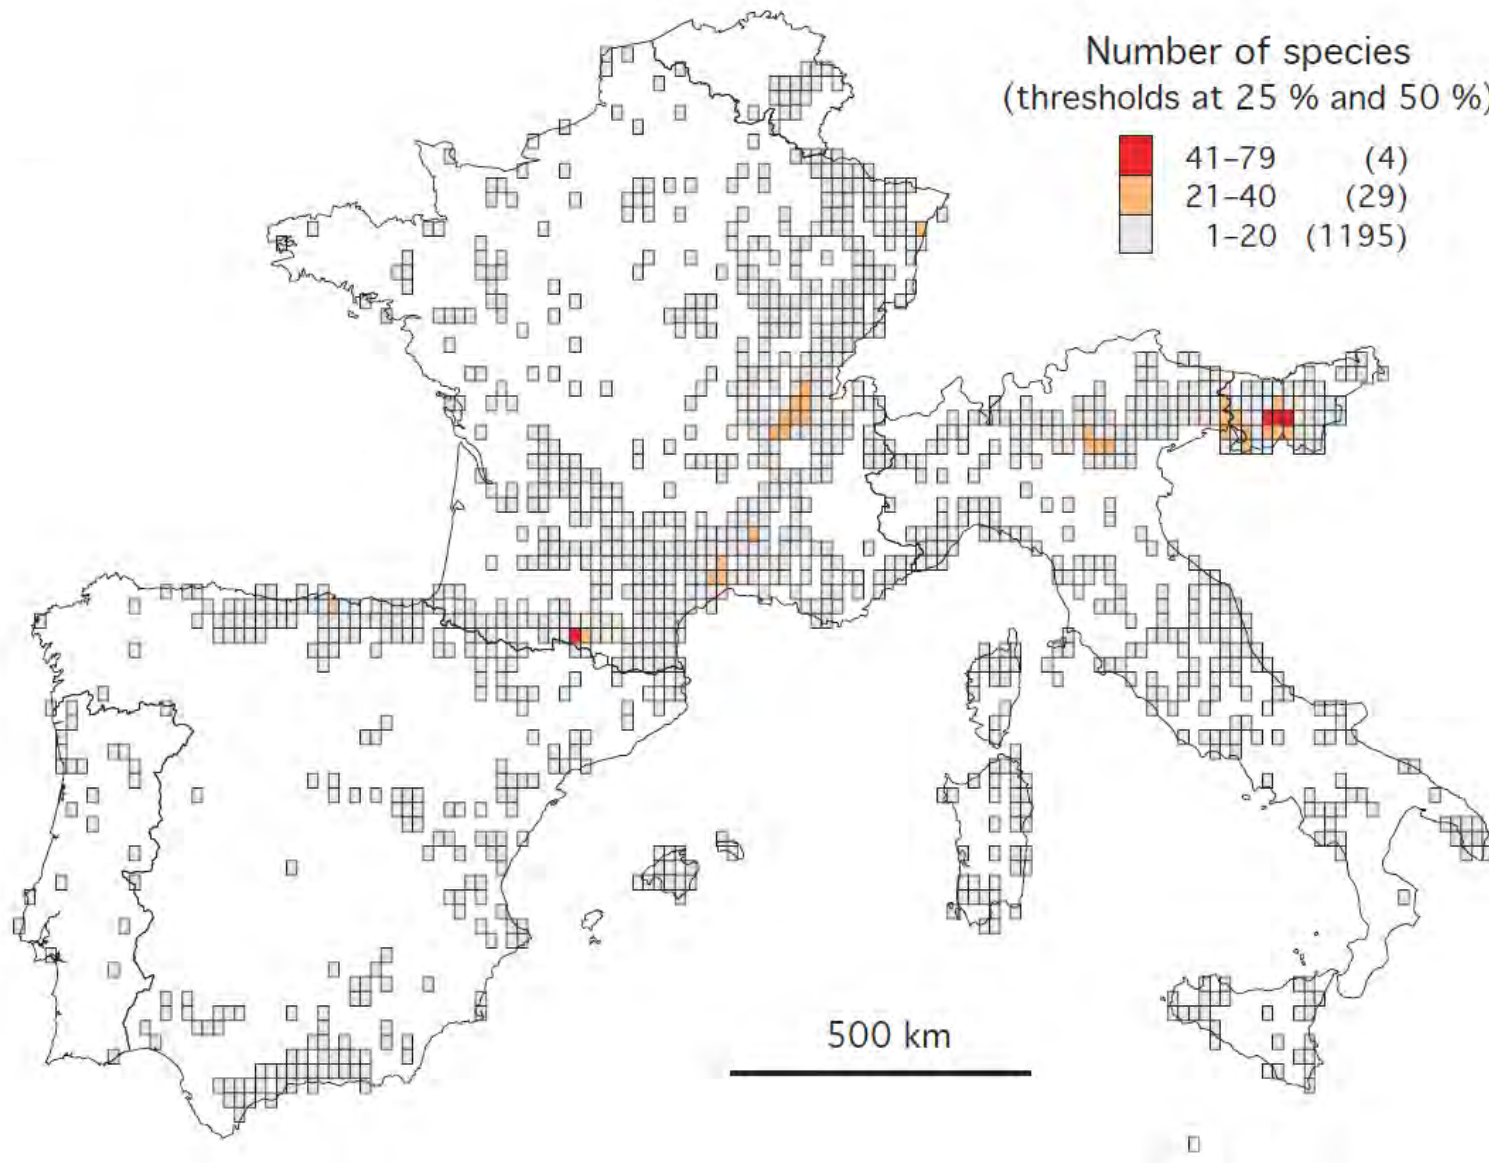 Number of species
(thresholds at 25 % and 50 %)
41–79 (4)
21–40 (29)
1–20 (1195)
500 km